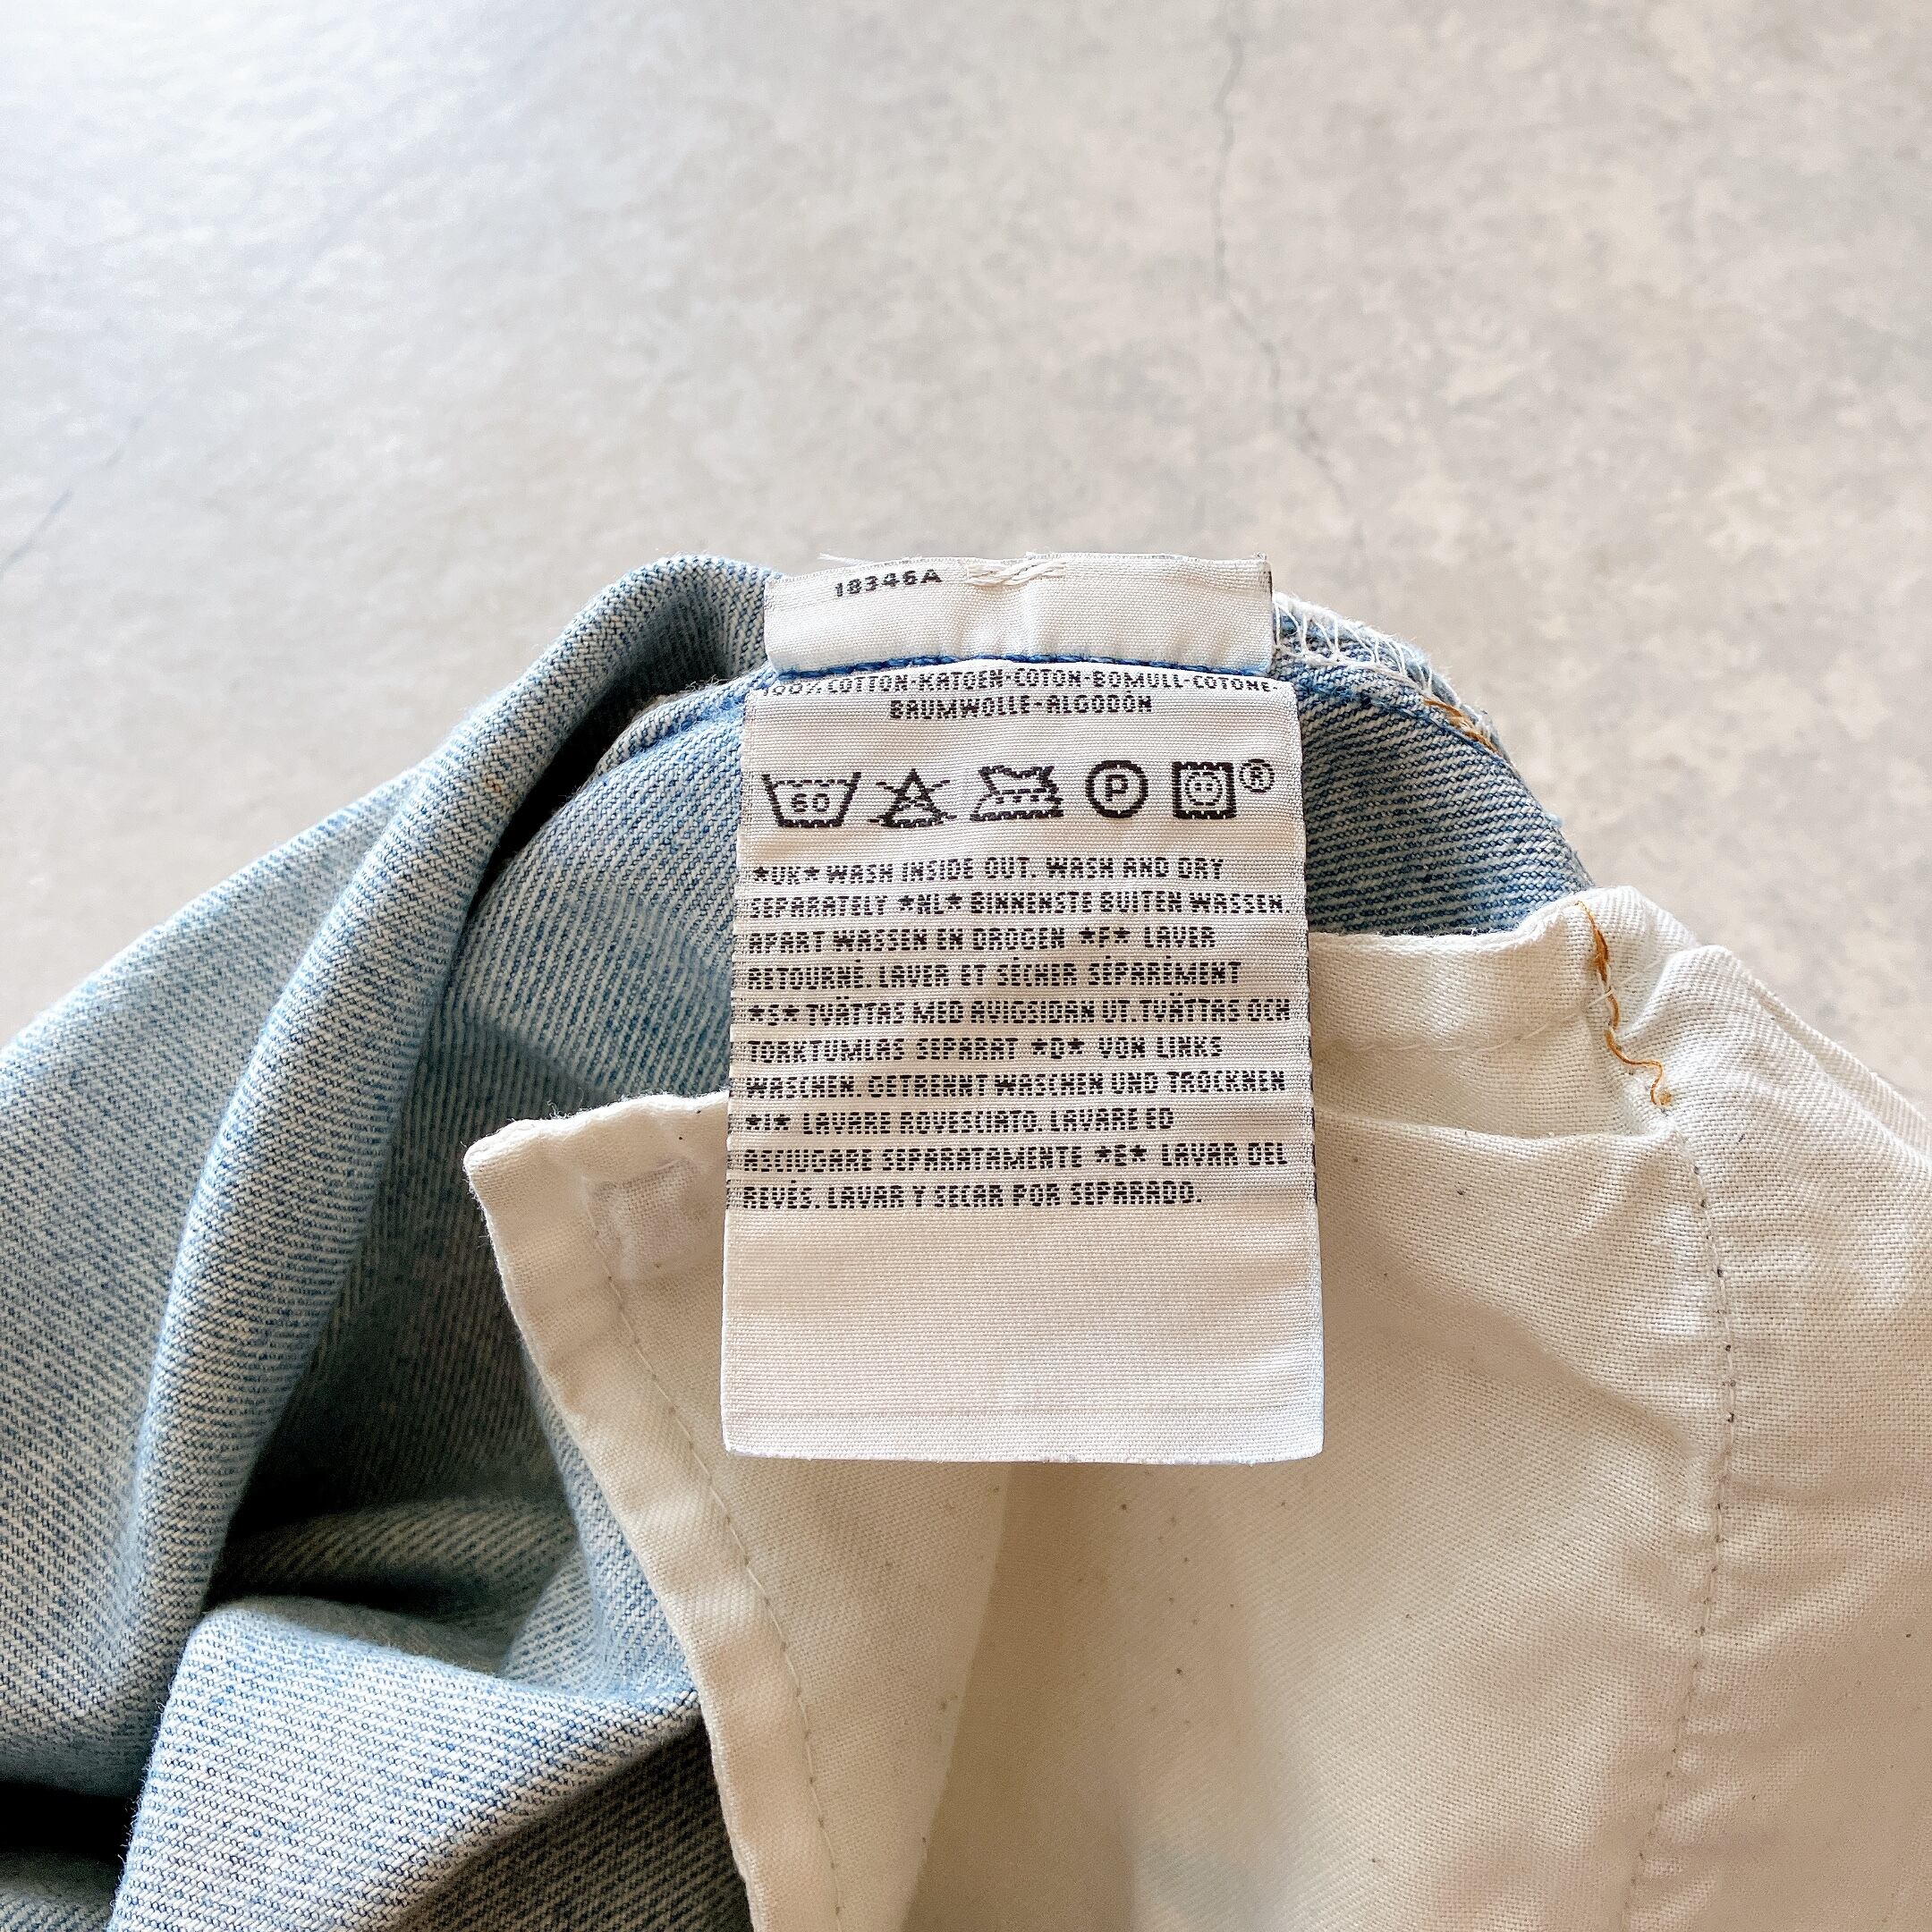 18346A
100% COTTON-KATOEN-COTON-BOMULL-COTONE-
BAUMWOLLE-ALGODÓN
60 P ®
*UK* WASH INSIDE OUT. WASH AND DRY
SEPARATELY *NL* BINNENSTE BUITEN WASSEN.
APART WASSEN EN DROGEN *F* LAVER
RETOURNÉ. LAVER ET SÉCHER SÉPARÉMENT
*S* TVÄTTAS MED AVIGSIDAN UT. TVÄTTAS OCH
TORKTUMLAS SEPARAT *D* VON LINKS
WASCHEN. GETRENNT WASCHEN UND TROCKNEN
*I* LAVARE ROVESCIATO. LAVARE ED
ASCIUGARE SEPARATAMENTE *E* LAVAR DEL
REVÉS. LAVAR Y SECAR POR SEPARADO.